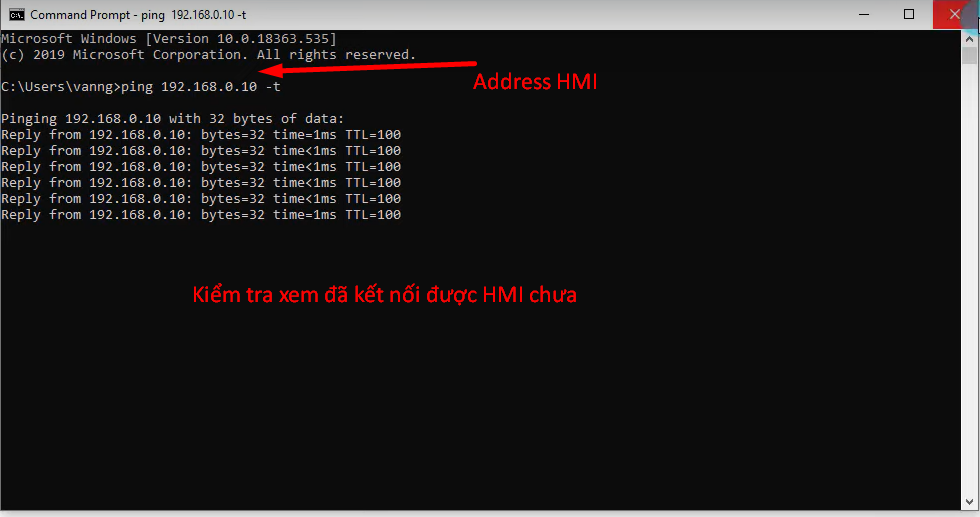 Command Prompt - ping 192.168.0.10 -t
Microsoft Windows [Version 10.0.18363.535]
(c) 2019 Microsoft Corporation. All rights reserved.
Address HMI
C:\Users\vanng>ping 192.168.0.10 -t
Pinging 192.168.0.10 with 32 bytes of data:
Reply from 192.168.0.10: bytes=32 time=1ms TTL=100
Reply from 192.168.0.10: bytes=32 time<1ms TTL=100
Reply from 192.168.0.10: bytes=32 time<1ms TTL=100
Reply from 192.168.0.10: bytes=32 time<1ms TTL=100
Reply from 192.168.0.10: bytes=32 time<1ms TTL=100
Reply from 192.168.0.10: bytes=32 time=1ms TTL=100
Kiểm tra xem đã kết nối được HMI chưa